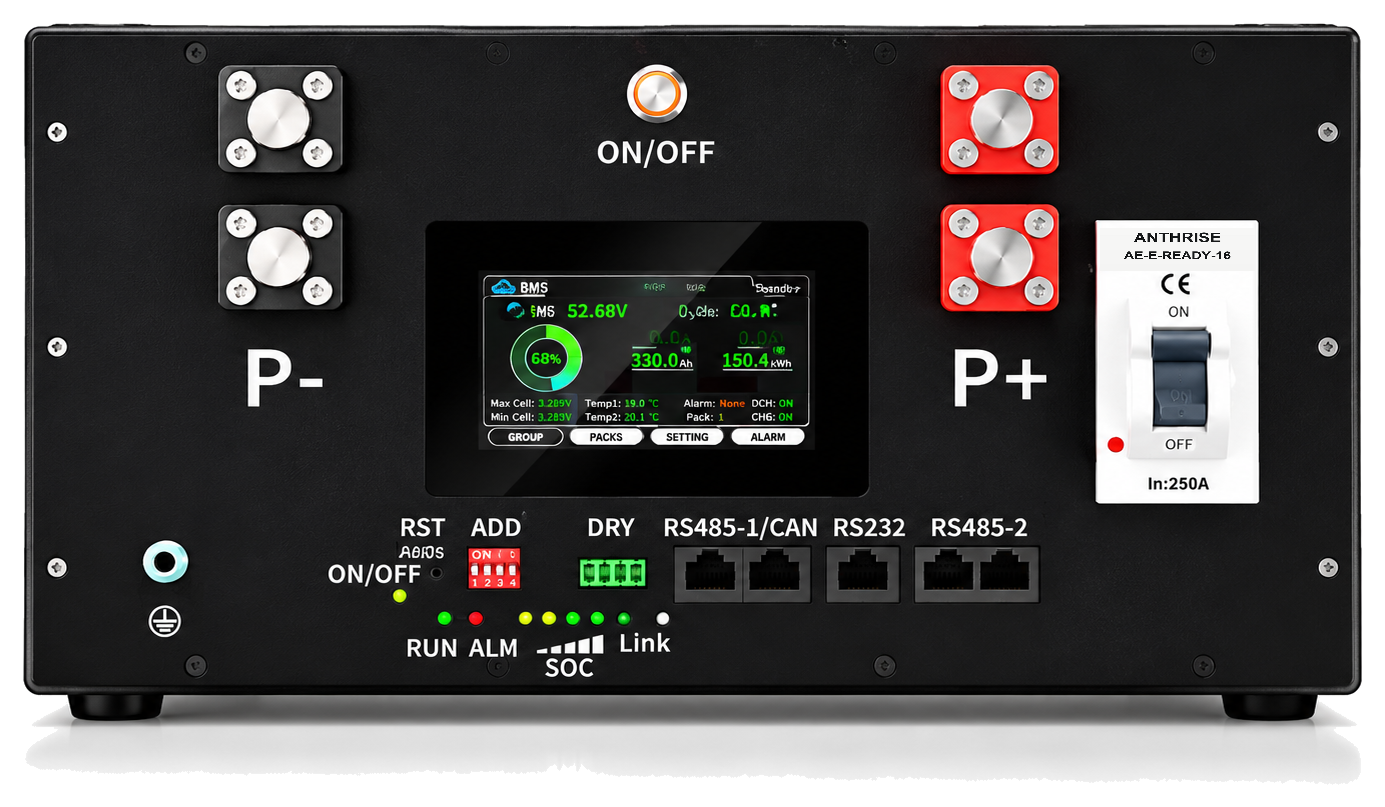 ON/OFF
ANTHRISE
AE-E-READY-16
CE
ON
OFF
In:250A
P-
P+
BMS
52.68V
68%
330.0Ah
150.4kWh
Max Cell: 3.289V Temp1: 19.0 °C Alarm: None DCH: ON
Min Cell: 3.283V Temp2: 20.1 °C Pack: 1 CH6: ON
GROUP PACKS SETTING ALARM
RST ADD DRY RS485-1/CAN RS232 RS485-2
ON
ON/OFF
1 2 3 4
RUN ALM SOC Link